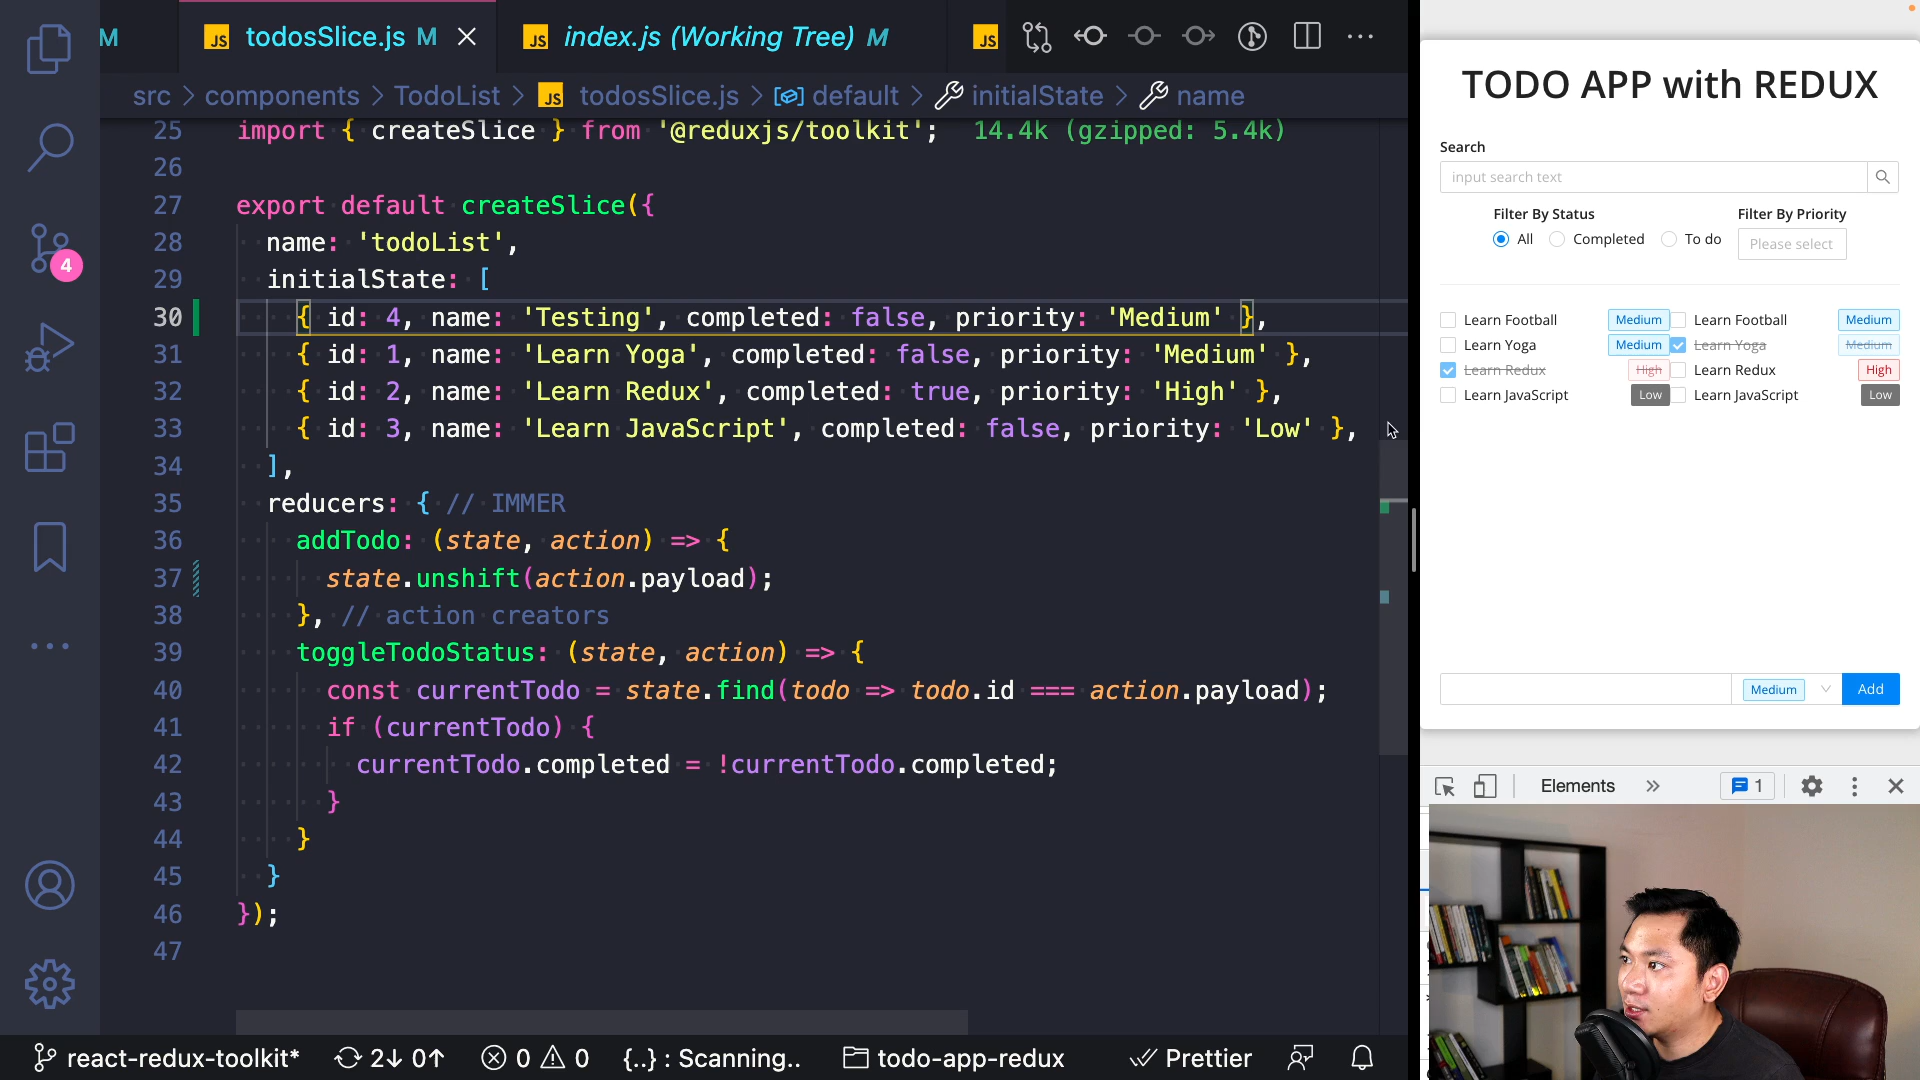 M
JS todosSlice.js M
JS index.js (Working Tree) M
JS
src > components > TodoList > JS todosSlice.js > default > initialState > name
25 import { createSlice } from '@reduxjs/toolkit'; 14.4k (gzipped: 5.4k)
26
27 export default createSlice({
28 name: 'todoList',
29 initialState: [
30 { id: 4, name: 'Testing', completed: false, priority: 'Medium' },
31 { id: 1, name: 'Learn Yoga', completed: false, priority: 'Medium' },
32 { id: 2, name: 'Learn Redux', completed: true, priority: 'High' },
33 { id: 3, name: 'Learn JavaScript', completed: false, priority: 'Low' },
34 ],
35 reducers: { // IMMER
36 addTodo: (state, action) => {
37 state.unshift(action.payload);
38 }, // action creators
39 toggleTodoStatus: (state, action) => {
40 const currentTodo = state.find(todo => todo.id === action.payload);
41 if (currentTodo) {
42 currentTodo.completed = !currentTodo.completed;
43 }
44 }
45 }
46 });
47
4
react-redux-toolkit* 2↓ 0↑ 0 0 {..} : Scanning.. todo-app-redux Prettier
TODO APP with REDUX
Search
input search text
Filter By Status Filter By Priority
All Completed To do Please select
Learn Football Medium Learn Football Medium
Learn Yoga Medium Learn Yoga Medium
Learn Redux High Learn Redux High
Learn JavaScript Low Learn JavaScript Low
Medium Add
Elements » 1